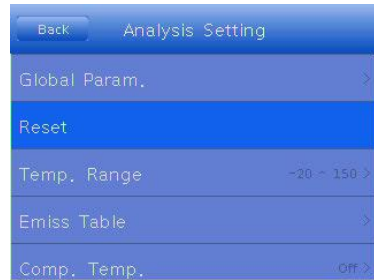 Back Analysis Setting
Global Param. >
Reset
Temp. Range -20 - 150 >
Emiss Table >
Comp. Temp. Off >